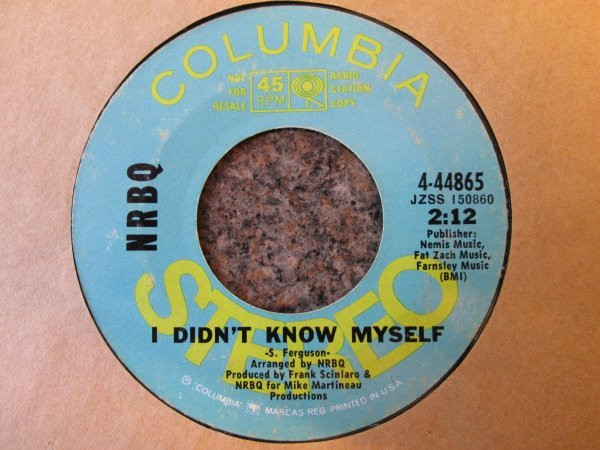 COLUMBIA
NOT
FOR
RESALE
45
RPM
RADIO
STATION
COPY
NRBQ
4-44865
JZSS 150860
2:12
Publisher:
Nemis Music,
Fat Zach Music,
Farnsley Music
(BMI)
STEREO
I DIDN'T KNOW MYSELF
-S. Ferguson-
Arranged by NRBQ
Produced by Frank Scinlaro &
NRBQ for Mike Martineau
Productions
℗ "COLUMBIA", MARCAS REG. PRINTED IN U.S.A.